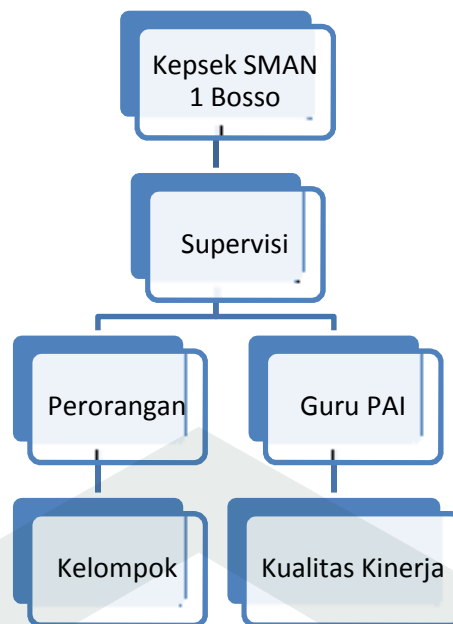 Kepsek SMAN
1 Bosso
Supervisi
Perorangan
Guru PAI
Kelompok
Kualitas Kinerja